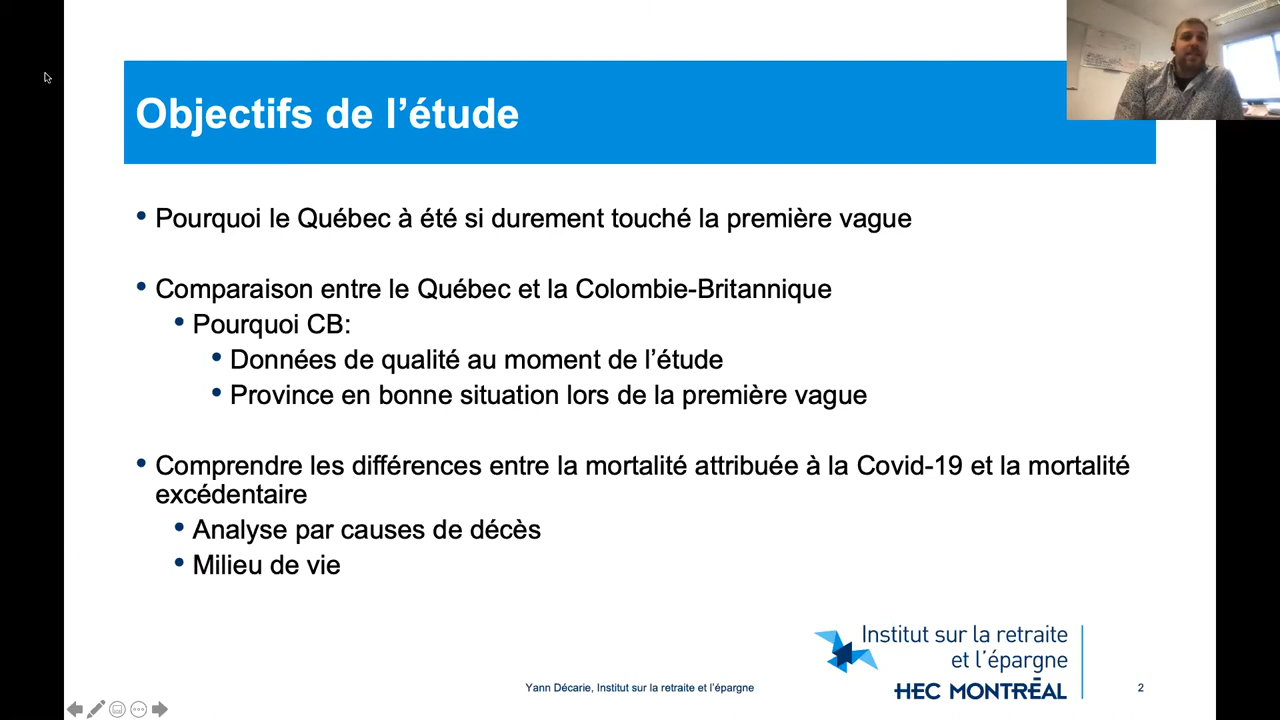 Objectifs de l’étude
• Pourquoi le Québec à été si durement touché la première vague
• Comparaison entre le Québec et la Colombie-Britannique
• Pourquoi CB:
• Données de qualité au moment de l’étude
• Province en bonne situation lors de la première vague
• Comprendre les différences entre la mortalité attribuée à la Covid-19 et la mortalité
excédentaire
• Analyse par causes de décès
• Milieu de vie
Institut sur la retraite
et l’épargne
HEC MONTRÉAL
Yann Décarie, Institut sur la retraite et l’épargne
2